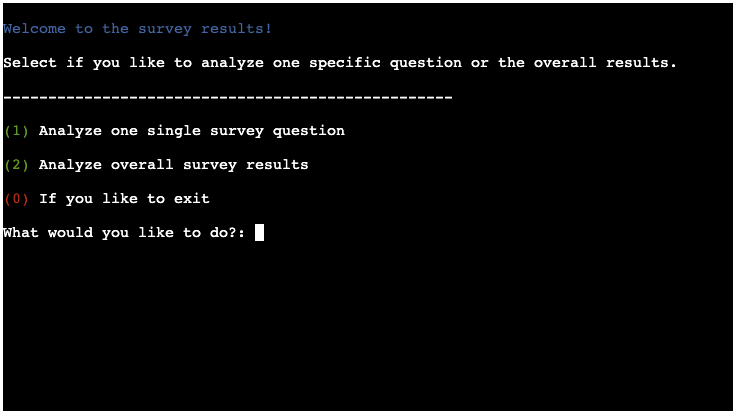 Welcome to the survey results!
Select if you like to analyze one specific question or the overall results.
--------------------------------------------------
(1) Analyze one single survey question
(2) Analyze overall survey results
(0) If you like to exit
What would you like to do?: